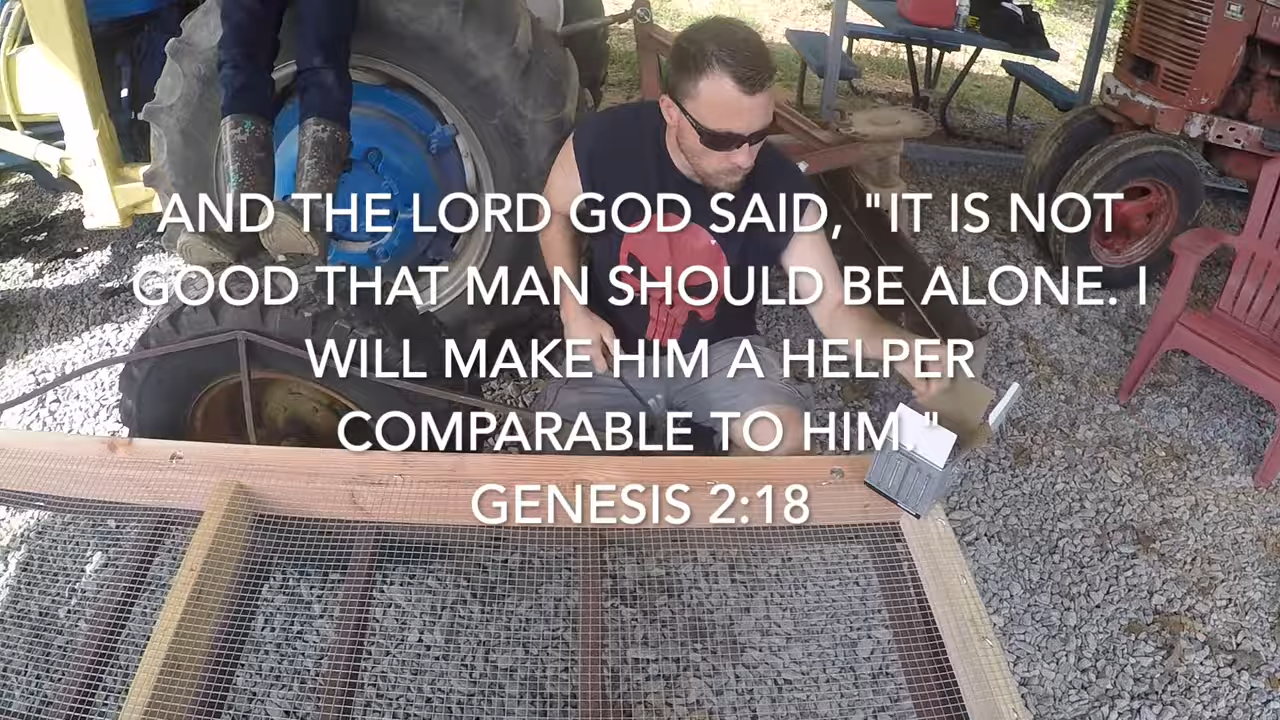 AND THE LORD GOD SAID, "IT IS NOT
GOOD THAT MAN SHOULD BE ALONE. I
WILL MAKE HIM A HELPER
COMPARABLE TO HIM."
GENESIS 2:18